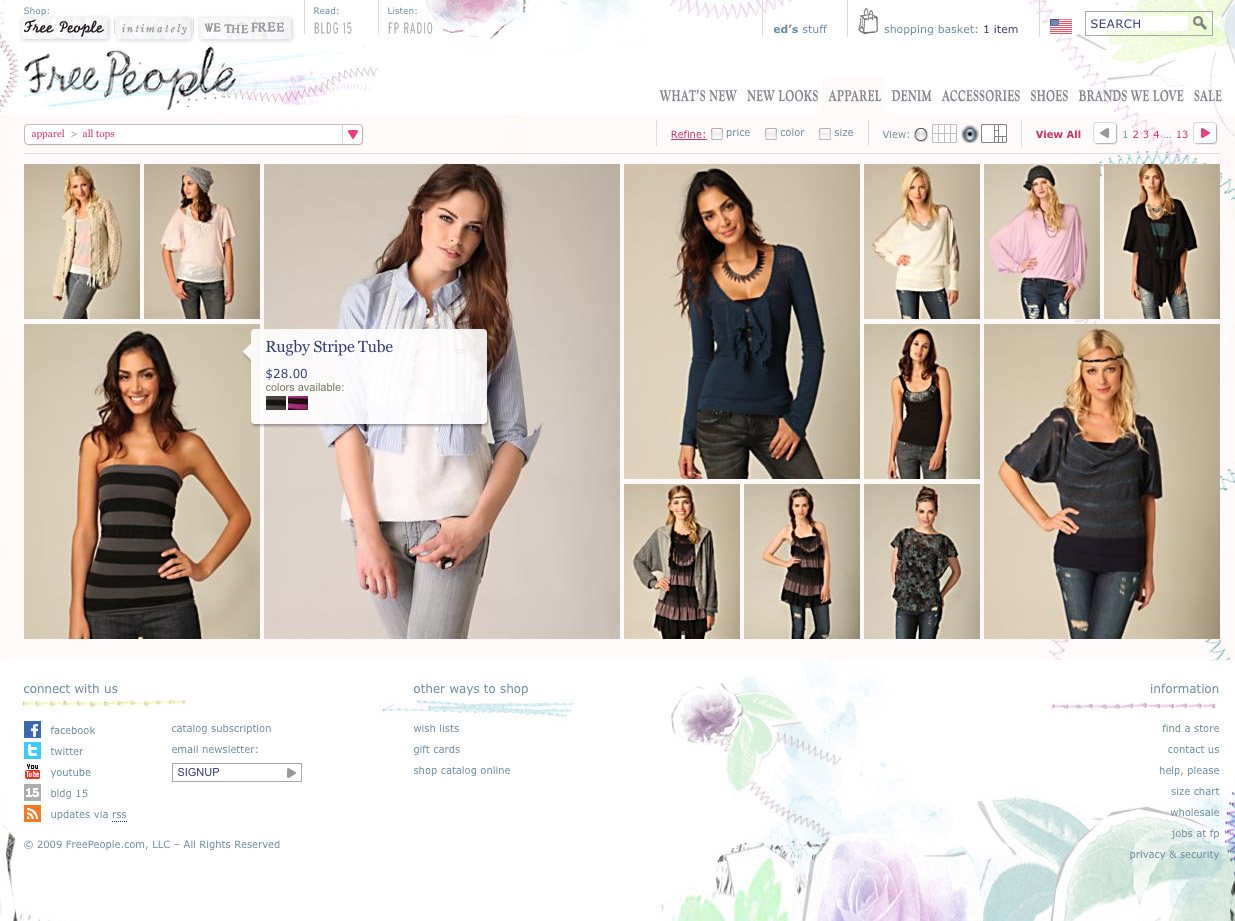 Shop:
Free People
intimately
WE THE FREE
Read:
BLDG 15
Listen:
FP RADIO
ed's stuff
shopping basket: 1 item
SEARCH
Free People
WHAT'S NEW NEW LOOKS APPAREL DENIM ACCESSORIES SHOES BRANDS WE LOVE SALE
apparel > all tops
Refine: price color size
View:
View All
1 2 3 4 ... 13
Rugby Stripe Tube
$28.00
colors available:
connect with us
facebook
twitter
You
Tube
youtube
15
bldg 15
updates via rss
catalog subscription
email newsletter:
SIGNUP
other ways to shop
wish lists
gift cards
shop catalog online
information
find a store
contact us
help, please
size chart
wholesale
jobs at fp
privacy & security
© 2009 FreePeople.com, LLC – All Rights Reserved